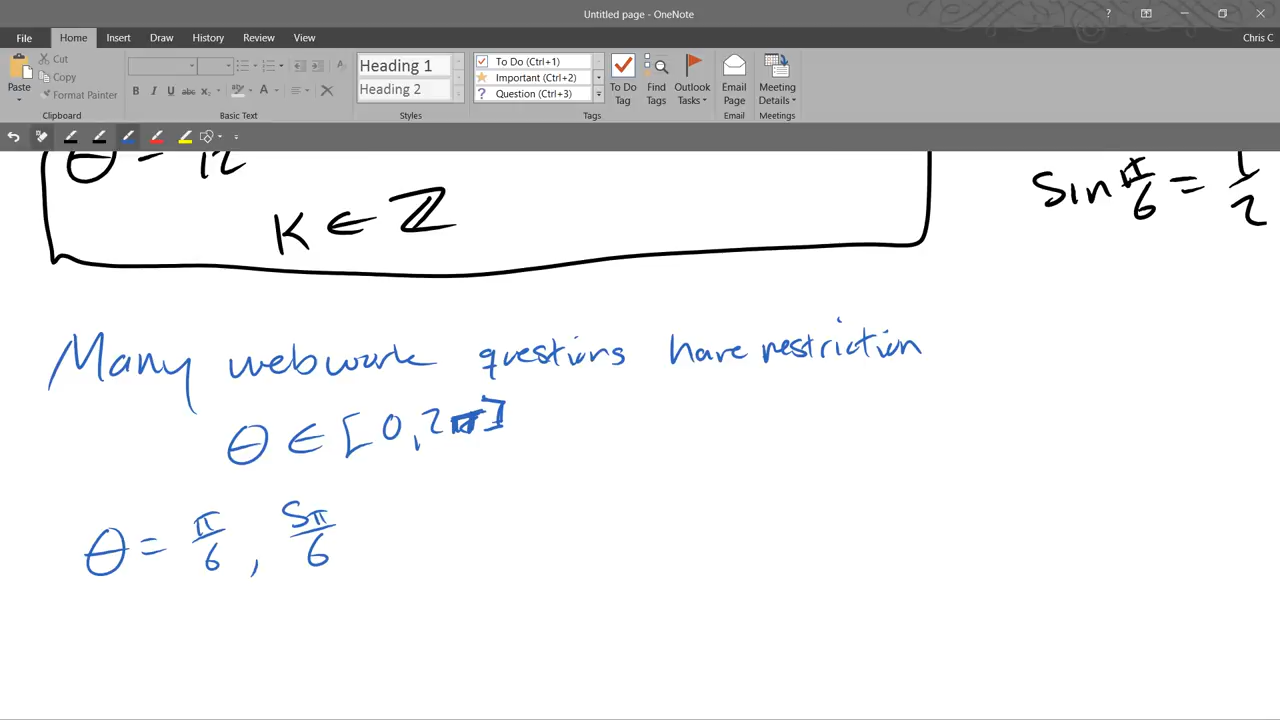 Untitled page - OneNote
File Home Insert Draw History Review View Chris C
Cut
Copy
Format Painter
Paste
Clipboard
B I U abc x₂ A
Basic Text
Heading 1
Heading 2
Styles
To Do (Ctrl+1)
Important (Ctrl+2)
Question (Ctrl+3)
To Do Tag
Find Tags
Tags
Outlook Tasks
Email Page
Email
Meeting Details
Meetings
θ = 12
K ∈ ℤ
sin π/6 = 1/2
Many webwork questions have restriction
θ ∈ [0, 2π]
θ = π/6, 5π/6